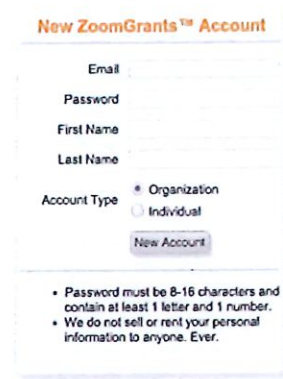 New ZoomGrants™ Account
Email
Password
First Name
Last Name
Account Type
Organization
Individual
New Account
• Password must be 8-16 characters and
contain at least 1 letter and 1 number.
• We do not sell or rent your personal
information to anyone. Ever.